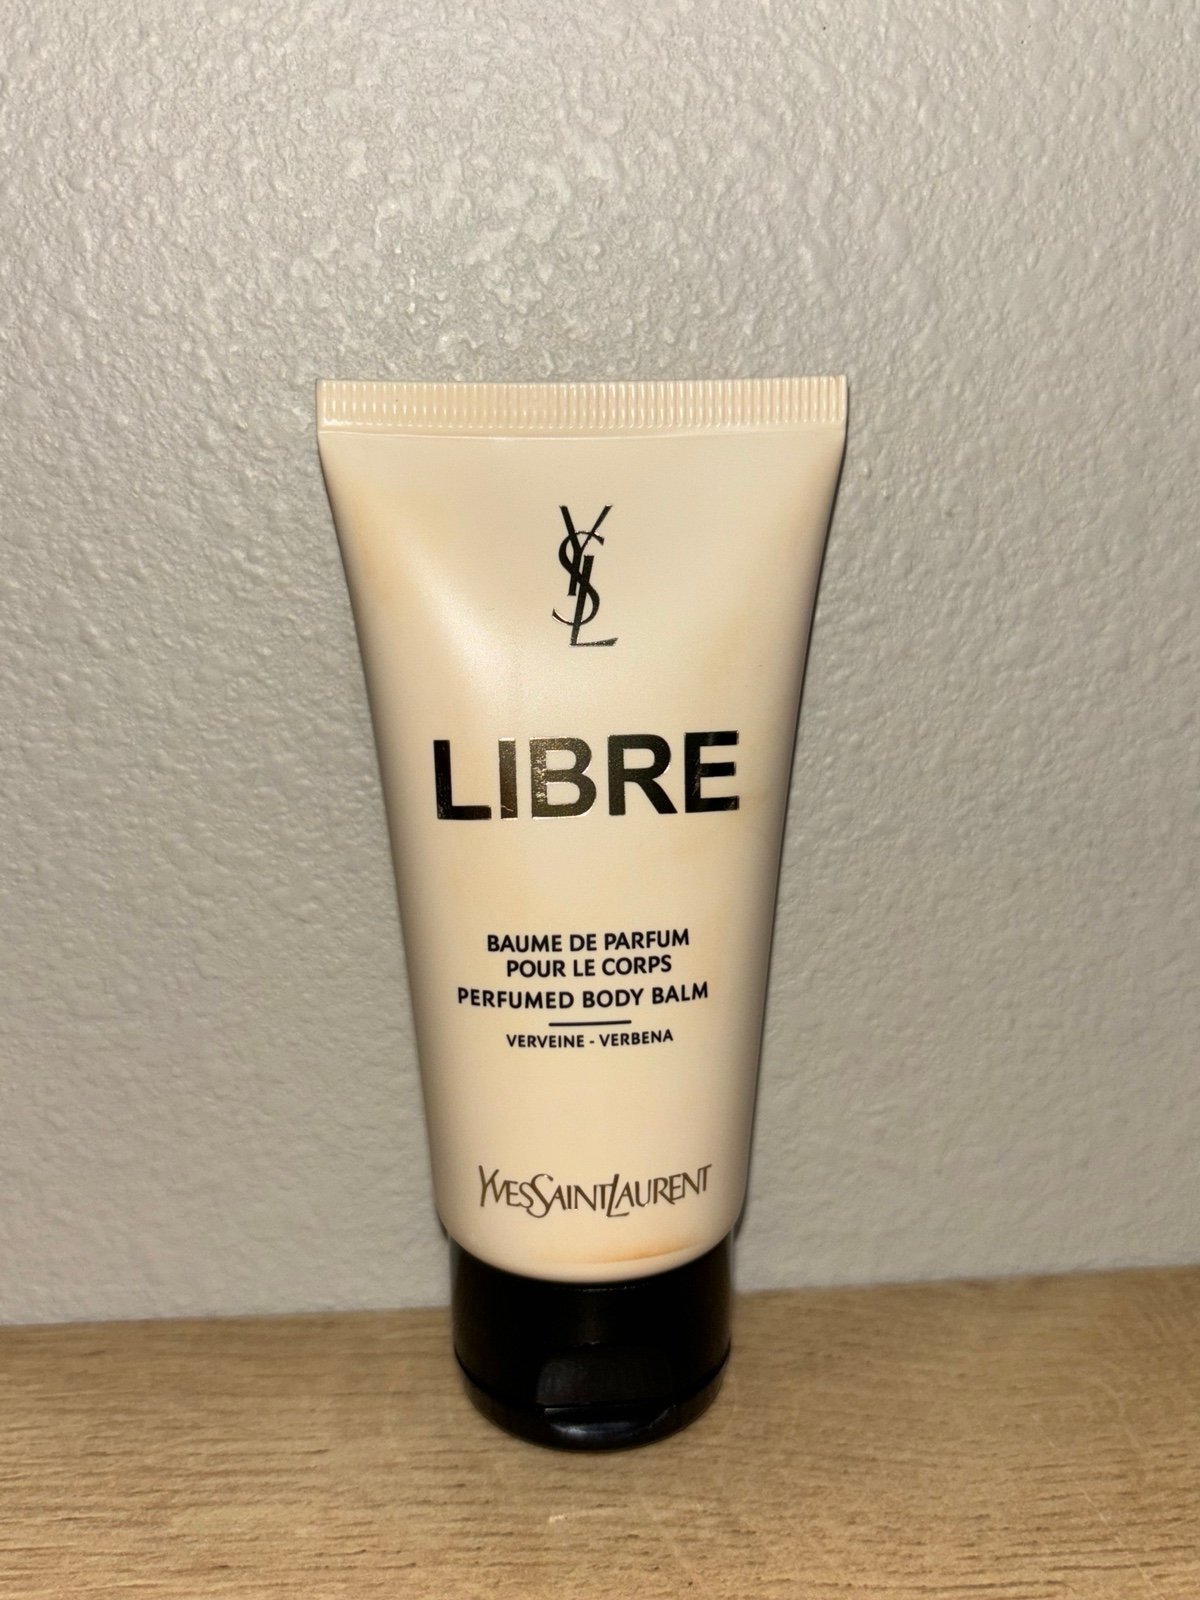 YSL
LIBRE
BAUME DE PARFUM
POUR LE CORPS
PERFUMED BODY BALM
VERVEINE - VERBENA
YVESSAINTLAURENT